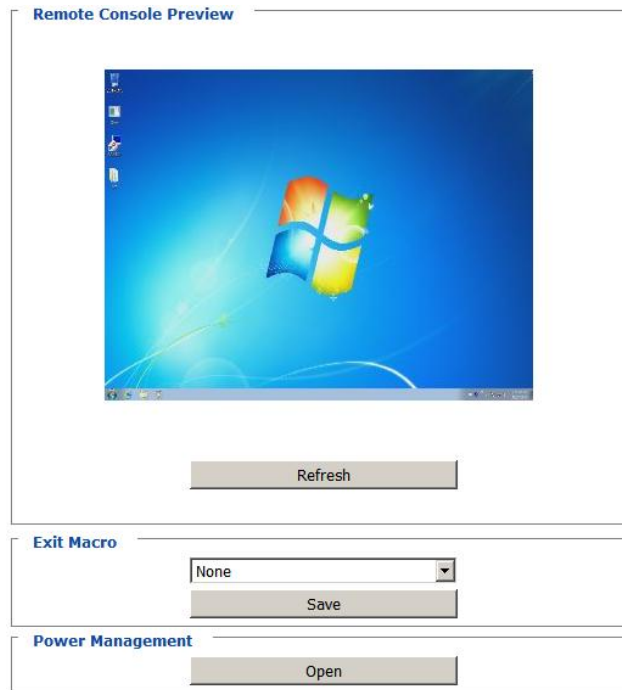 Remote Console Preview
Refresh
Exit Macro
None
Save
Power Management
Open